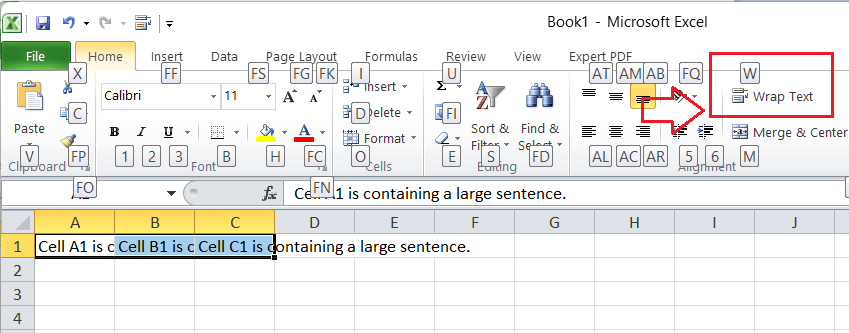 Book1 - Microsoft Excel
File Home Insert Data Page Layout Formulas Review View Expert PDF
X FF FS FG FK I U AT AM AB FQ W
Calibri 11 A A Insert Σ Wrap Text
C D FI
Paste B I U A Delete Sort & Filter Find & Select Merge & Center
Format
V 1 2 3 B H FC O E S FD AL AC AR 5 6 M
Clipboard FP Font Cells Editing Alignment
FO FN
fx Cell A1 is containing a large sentence.
A B C D E F G H I J
1 Cell A1 is c Cell B1 is c Cell C1 is containing a large sentence.
2
3
4